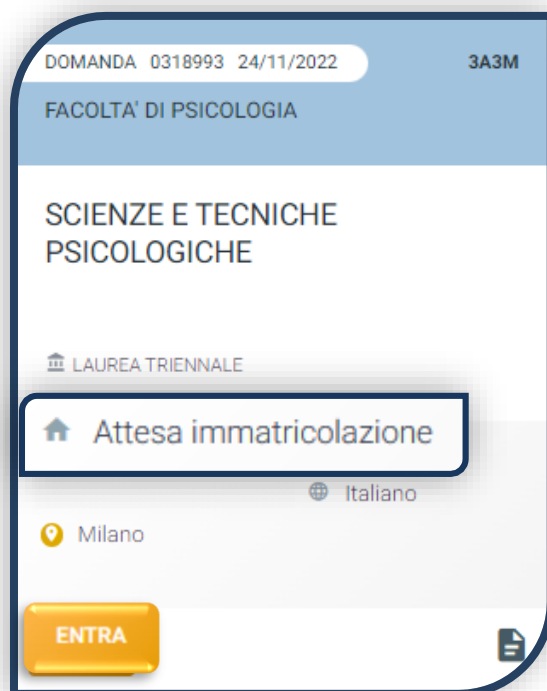 DOMANDA 0318993 24/11/2022 3A3M
FACOLTA' DI PSICOLOGIA
SCIENZE E TECNICHE
PSICOLOGICHE
LAUREA TRIENNALE
Attesa immatricolazione
Italiano
Milano
ENTRA